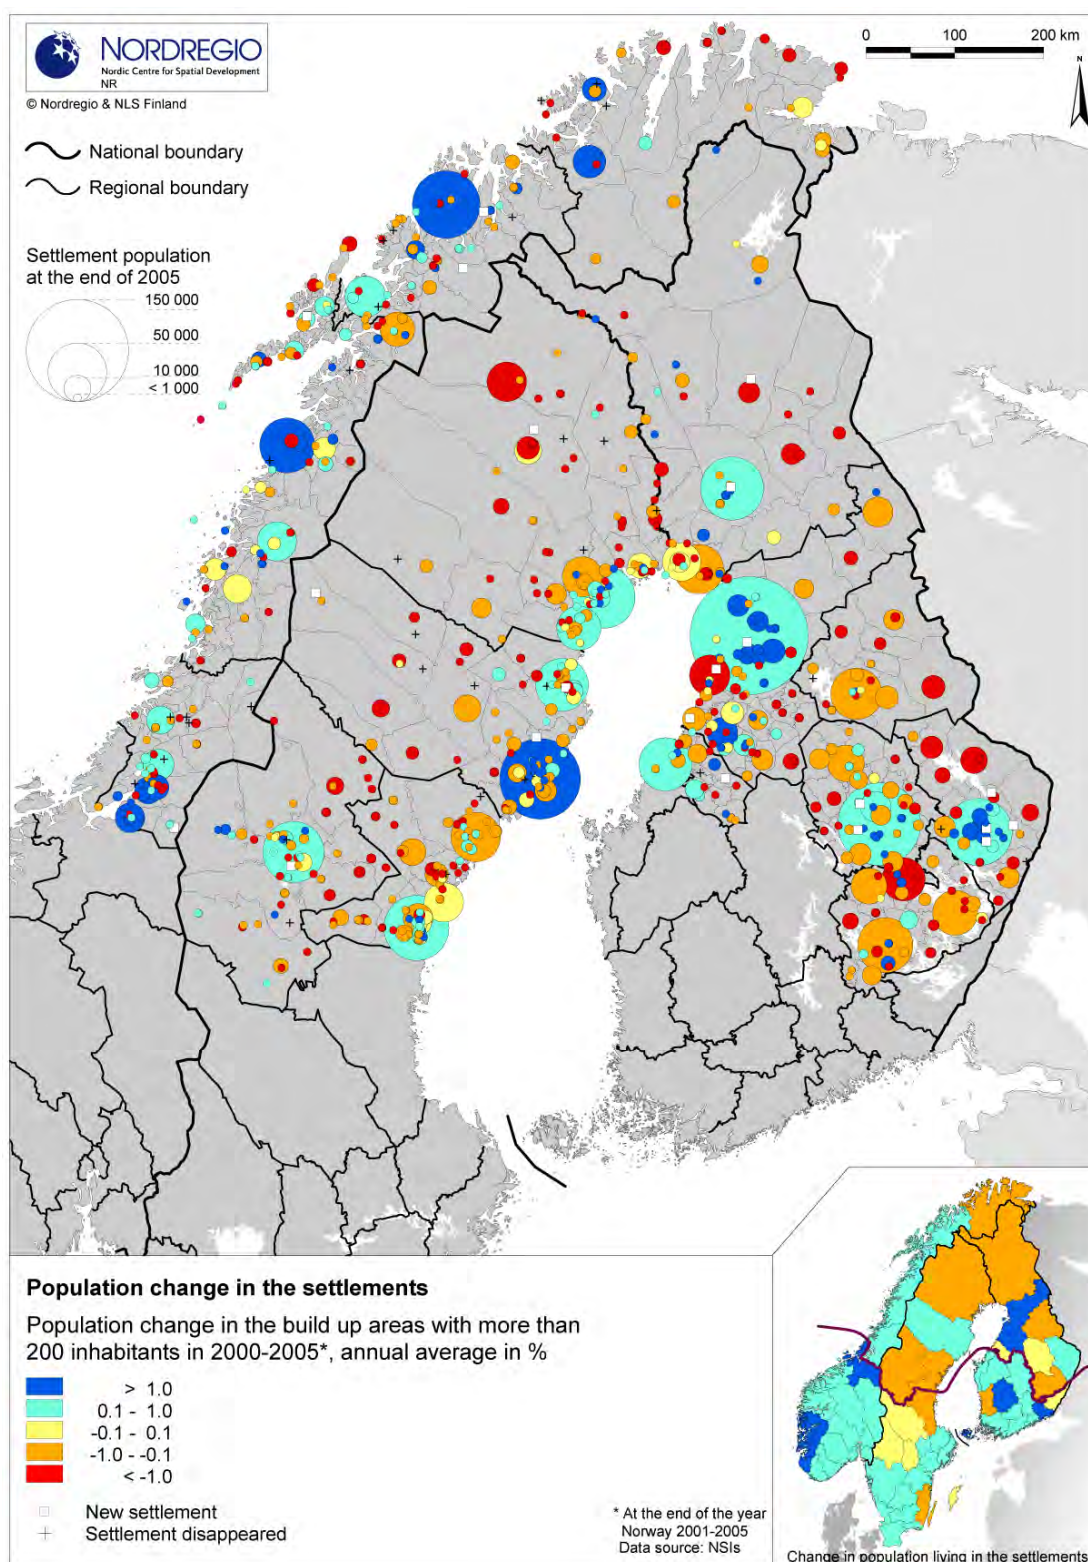 NORDREGIO
Nordic Centre for Spatial Development
NR
© Nordregio & NLS Finland
0 100 200 km
N
National boundary
Regional boundary
Settlement population
at the end of 2005
150 000
50 000
10 000
< 1 000
Population change in the settlements
Population change in the build up areas with more than
200 inhabitants in 2000-2005*, annual average in %
> 1.0
0.1 - 1.0
-0.1 - 0.1
-1.0 - -0.1
< -1.0
New settlement
Settlement disappeared
* At the end of the year
Norway 2001-2005
Data source: NSIs
Change in population living in the settlements